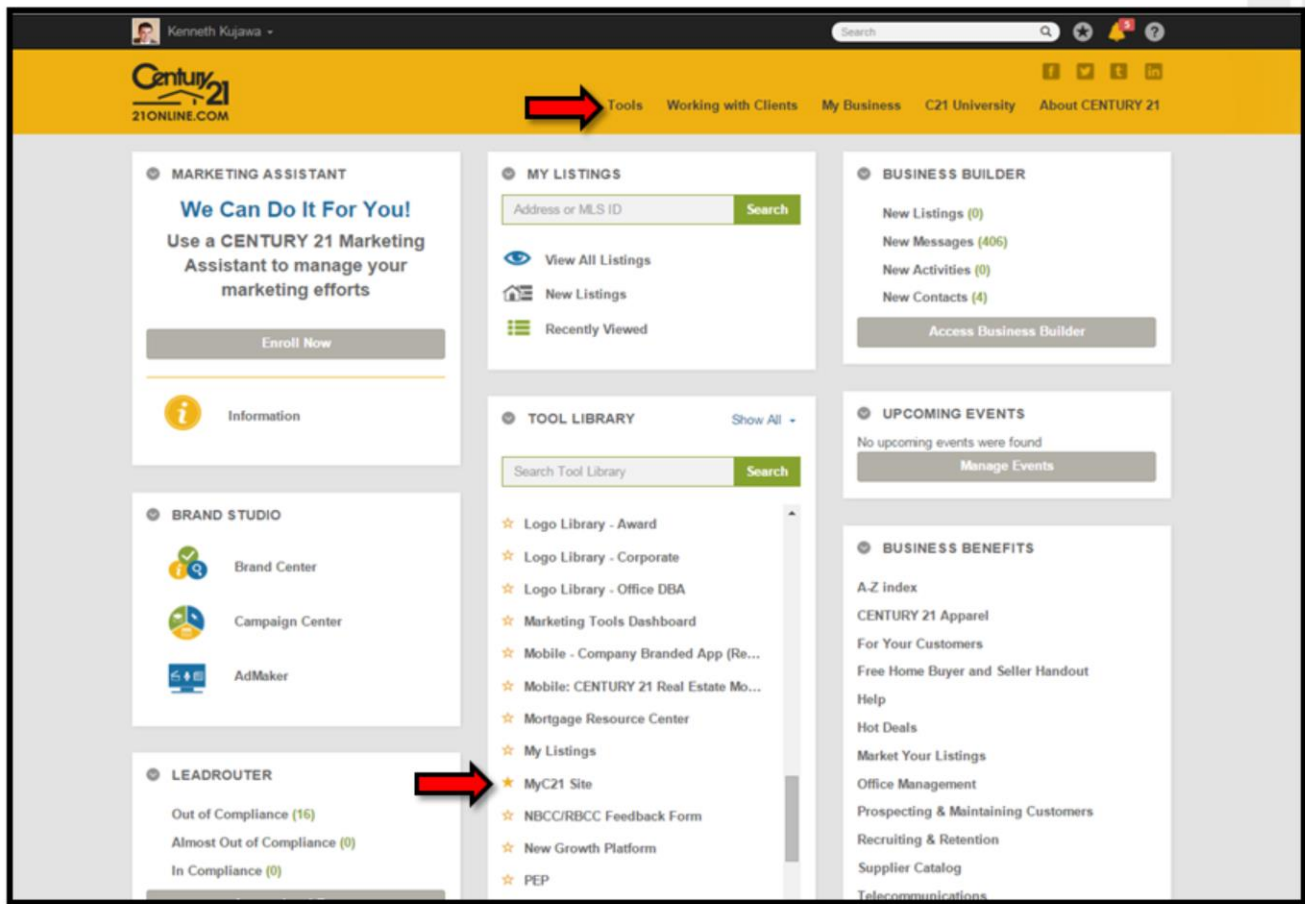 Kenneth Kujawa
Search
5
?
Century 21
21ONLINE.COM
f t in
Tools Working with Clients My Business C21 University About CENTURY 21
MARKETING ASSISTANT
We Can Do It For You!
Use a CENTURY 21 Marketing
Assistant to manage your
marketing efforts
Enroll Now
i
Information
BRAND STUDIO
Brand Center
Campaign Center
AdMaker
LEADROUTER
Out of Compliance (16)
Almost Out of Compliance (0)
In Compliance (0)
MY LISTINGS
Address or MLS ID Search
View All Listings
New Listings
Recently Viewed
TOOL LIBRARY Show All
Search Tool Library Search
Logo Library - Award
Logo Library - Corporate
Logo Library - Office DBA
Marketing Tools Dashboard
Mobile - Company Branded App (Re...
Mobile: CENTURY 21 Real Estate Mo...
Mortgage Resource Center
My Listings
MyC21 Site
NBCC/RBCC Feedback Form
New Growth Platform
PEP
BUSINESS BUILDER
New Listings (0)
New Messages (406)
New Activities (0)
New Contacts (4)
Access Business Builder
UPCOMING EVENTS
No upcoming events were found
Manage Events
BUSINESS BENEFITS
A-Z index
CENTURY 21 Apparel
For Your Customers
Free Home Buyer and Seller Handout
Help
Hot Deals
Market Your Listings
Office Management
Prospecting & Maintaining Customers
Recruiting & Retention
Supplier Catalog
Telecommunications